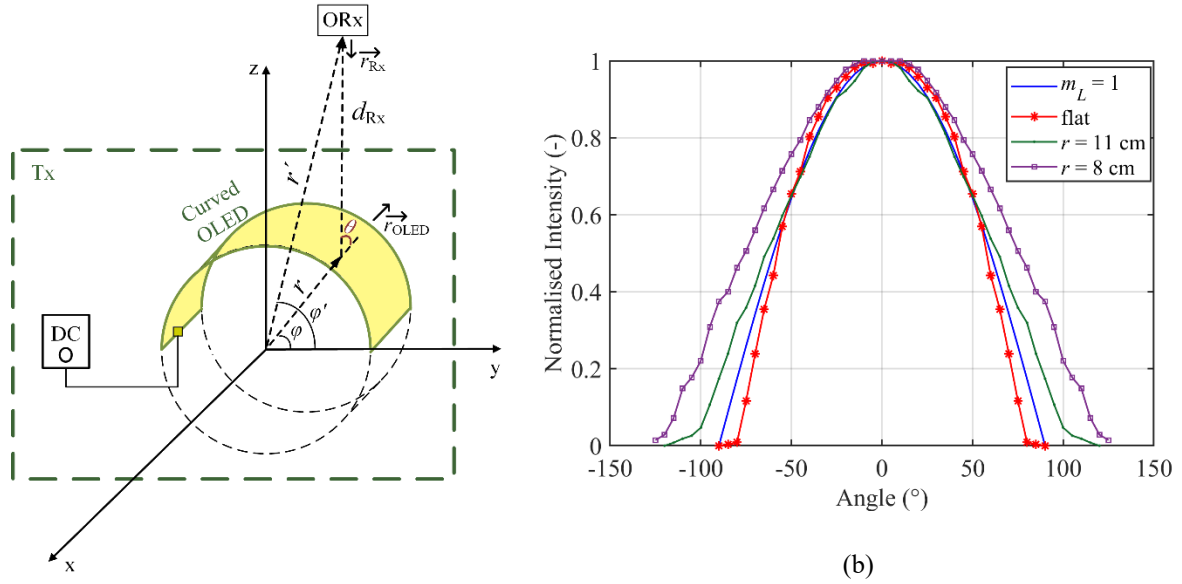 ORx
r_Rx
z
d_Rx
Tx
r′
Curved
OLED
θ
r_OLED
r
φ′
φ
DC
y
x
1
0.8
0.6
0.4
0.2
0
Normalised Intensity (-)
m_L = 1
flat
r = 11 cm
r = 8 cm
-150 -100 -50 0 50 100 150
Angle (°)
(b)